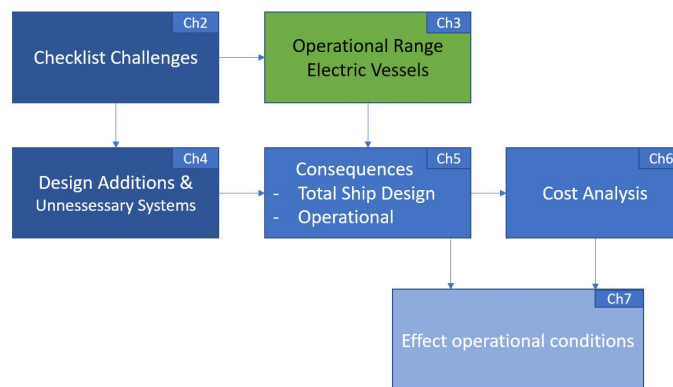 Ch2
Checklist Challenges
Ch3
Operational Range
Electric Vessels
Ch4
Design Additions &
Unnessessary Systems
Ch5
Consequences
- Total Ship Design
- Operational
Ch6
Cost Analysis
Ch7
Effect operational conditions